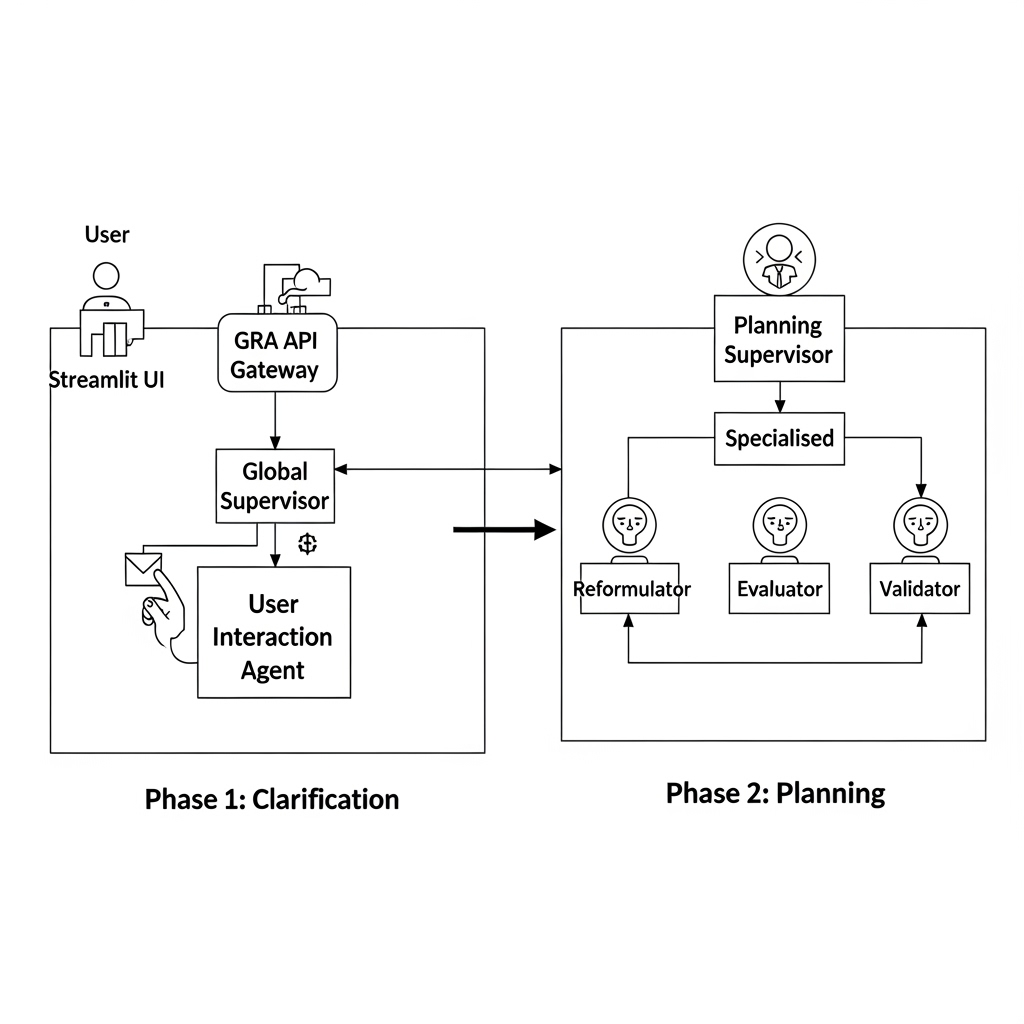 User
Streamlit UI
GRA API
Gateway
Global
Supervisor
User
Interaction
Agent
Phase 1: Clarification
Planning
Supervisor
Specialised
Reformulator
Evaluator
Validator
Phase 2: Planning